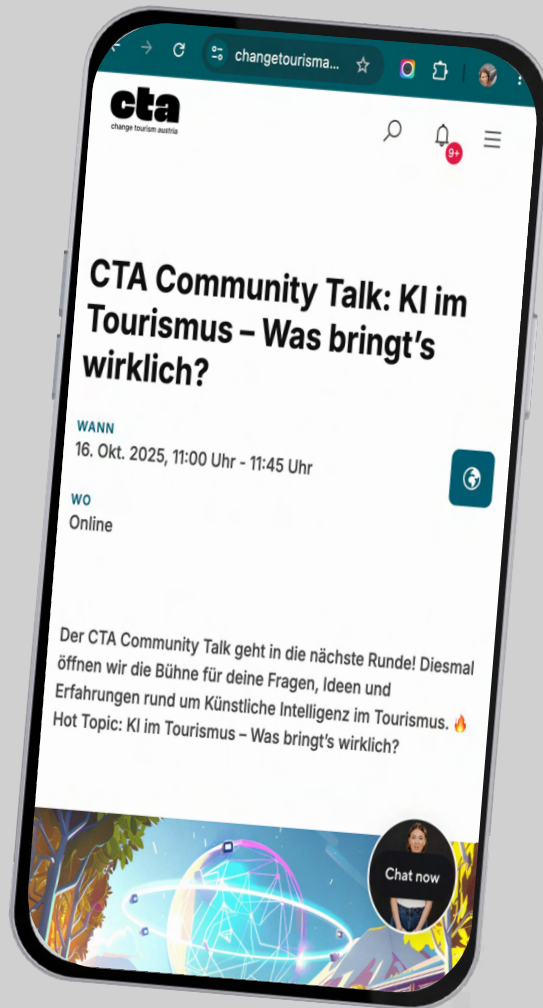 changetourisma...
cta
change tourism austria
9+
CTA Community Talk: KI im
Tourismus – Was bringt’s
wirklich?
WANN
16. Okt. 2025, 11:00 Uhr - 11:45 Uhr
WO
Online
Der CTA Community Talk geht in die nächste Runde! Diesmal
öffnen wir die Bühne für deine Fragen, Ideen und
Erfahrungen rund um Künstliche Intelligenz im Tourismus. 🔥
Hot Topic: KI im Tourismus – Was bringt’s wirklich?
Chat now